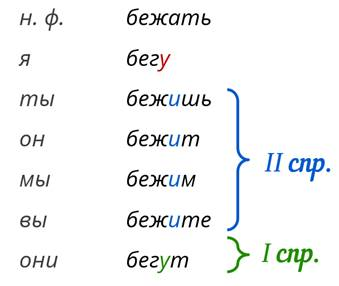 н. ф. бежать
я бегу
ты бежишь
он бежит
мы бежим
вы бежите
II спр.
они бегут
I спр.